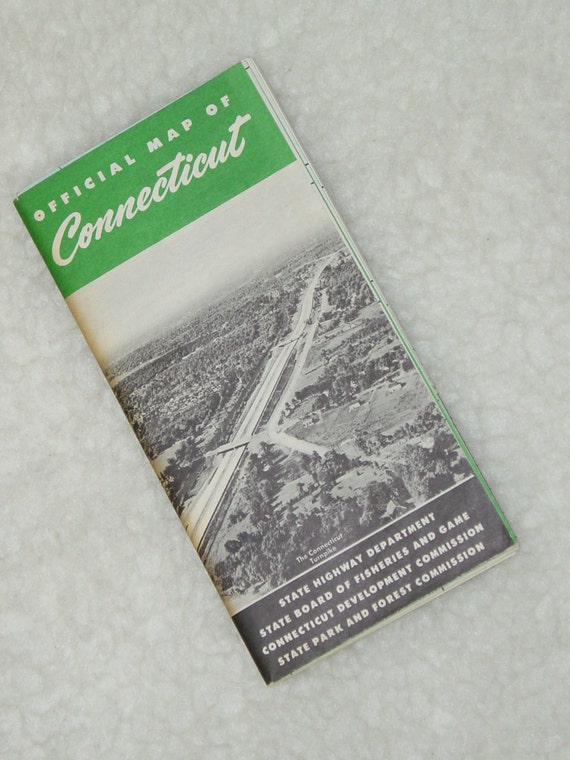 OFFICIAL MAP OF
Connecticut
The Connecticut
Turnpike
STATE HIGHWAY DEPARTMENT
STATE BOARD OF FISHERIES AND GAME
CONNECTICUT DEVELOPMENT COMMISSION
STATE PARK AND FOREST COMMISSION